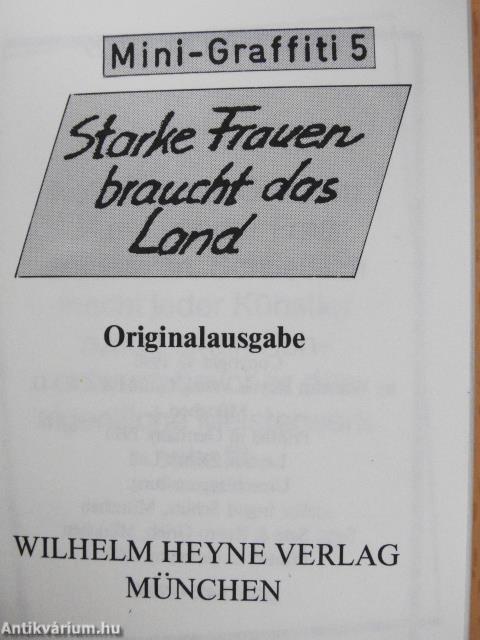 Mini-Graffiti 5
Starke Frauen
braucht das
Land
Originalausgabe
WILHELM HEYNE VERLAG
MÜNCHEN
Antikvárium.hu